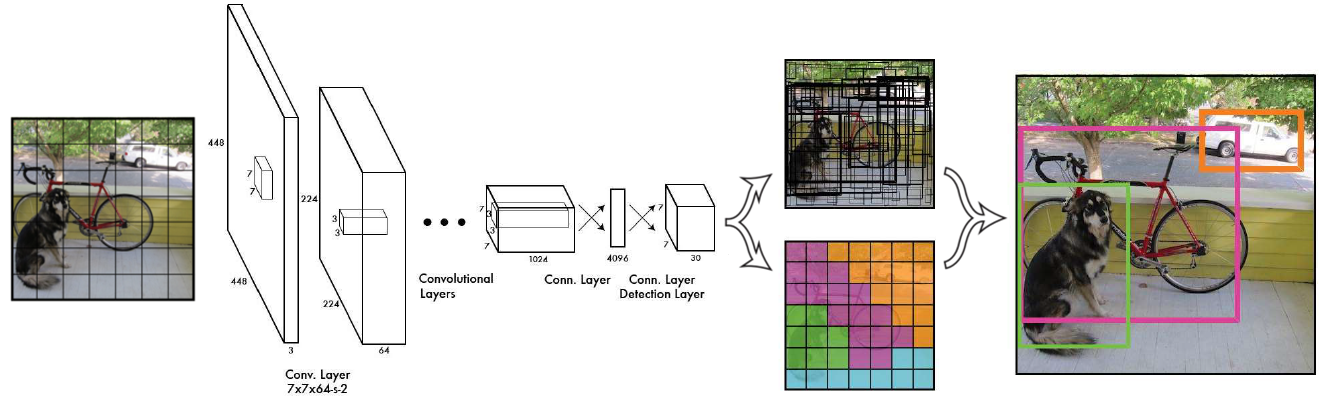 448
448
7
7
3
Conv. Layer
7x7x64-s-2
224
224
3
3
64
Convolutional
Layers
7
3
3
7
1024
Conn. Layer
4096
Conn. Layer
Detection Layer
7
7
30